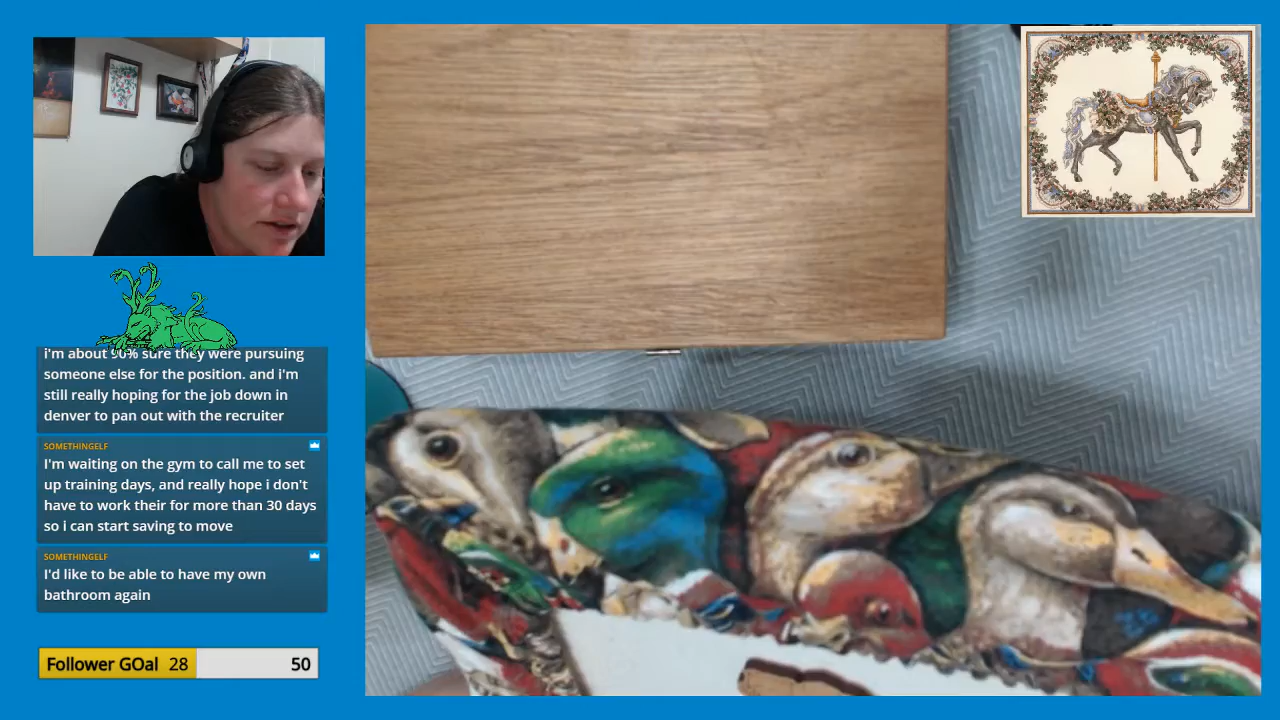 i'm about 90% sure they were pursuing
someone else for the position. and i'm
still really hoping for the job down in
denver to pan out with the recruiter
SOMETHINGELF
I'm waiting on the gym to call me to set
up training days, and really hope i don't
have to work their for more than 30 days
so i can start saving to move
SOMETHINGELF
I'd like to be able to have my own
bathroom again
Follower GOal 28 50